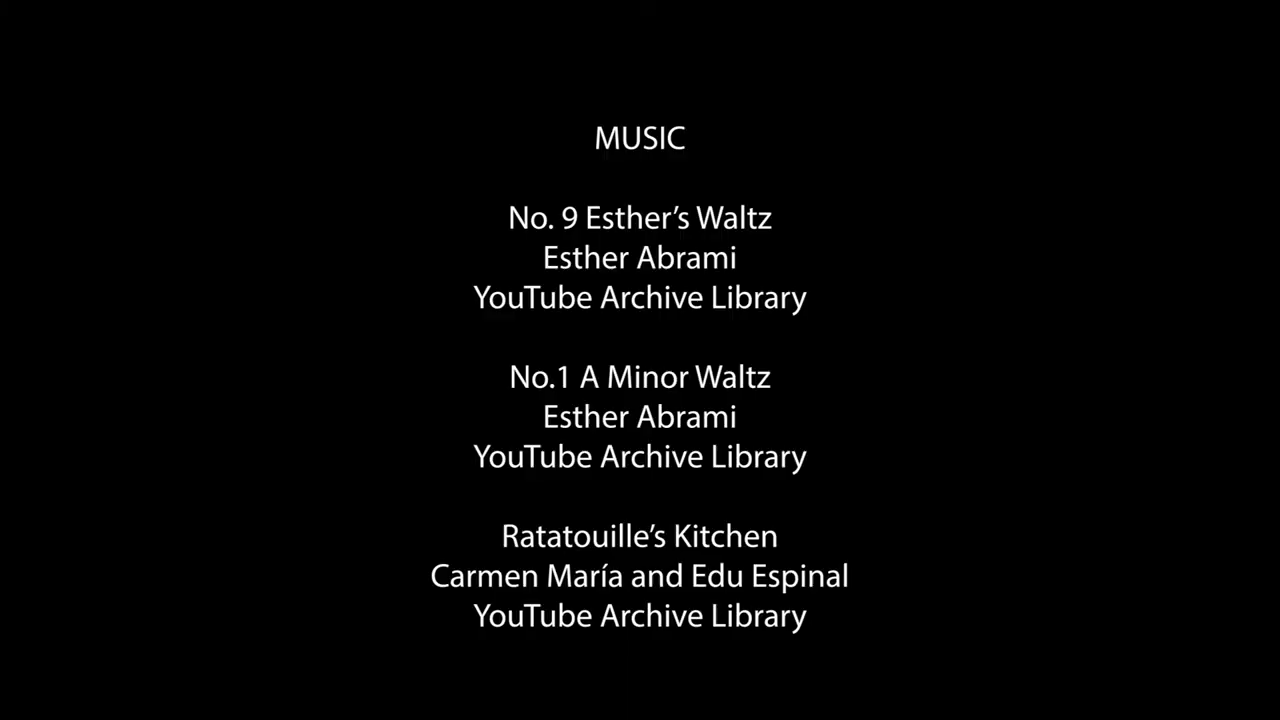 MUSIC
No. 9 Esther’s Waltz
Esther Abrami
YouTube Archive Library
No.1 A Minor Waltz
Esther Abrami
YouTube Archive Library
Ratatouille’s Kitchen
Carmen María and Edu Espinal
YouTube Archive Library